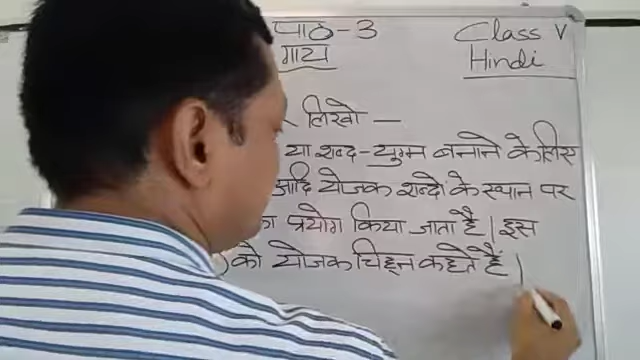 पाठ-3
Class V
गाय
Hindi
लिखो —
या शब्द-युग्म बनाने के लिए
आदि योजक शब्दों के स्थान पर
का प्रयोग किया जाता है। इस
को योजक चिह्न कहते हैं।